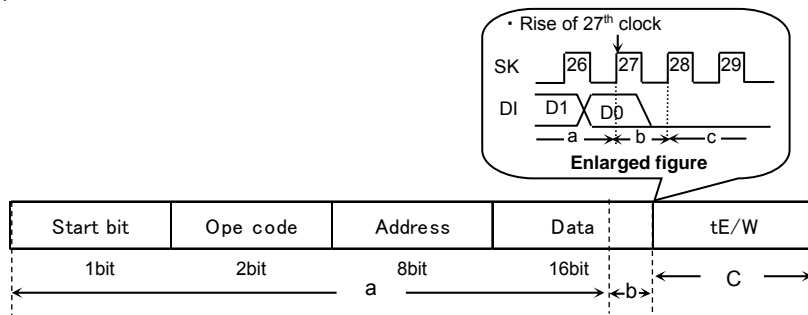 ・ Rise of 27th clock
SK 26 27 28 29
DI D1 D0
a b c
Enlarged figure
Start bit Ope code Address Data tE/W
1bit 2bit 8bit 16bit
a b C